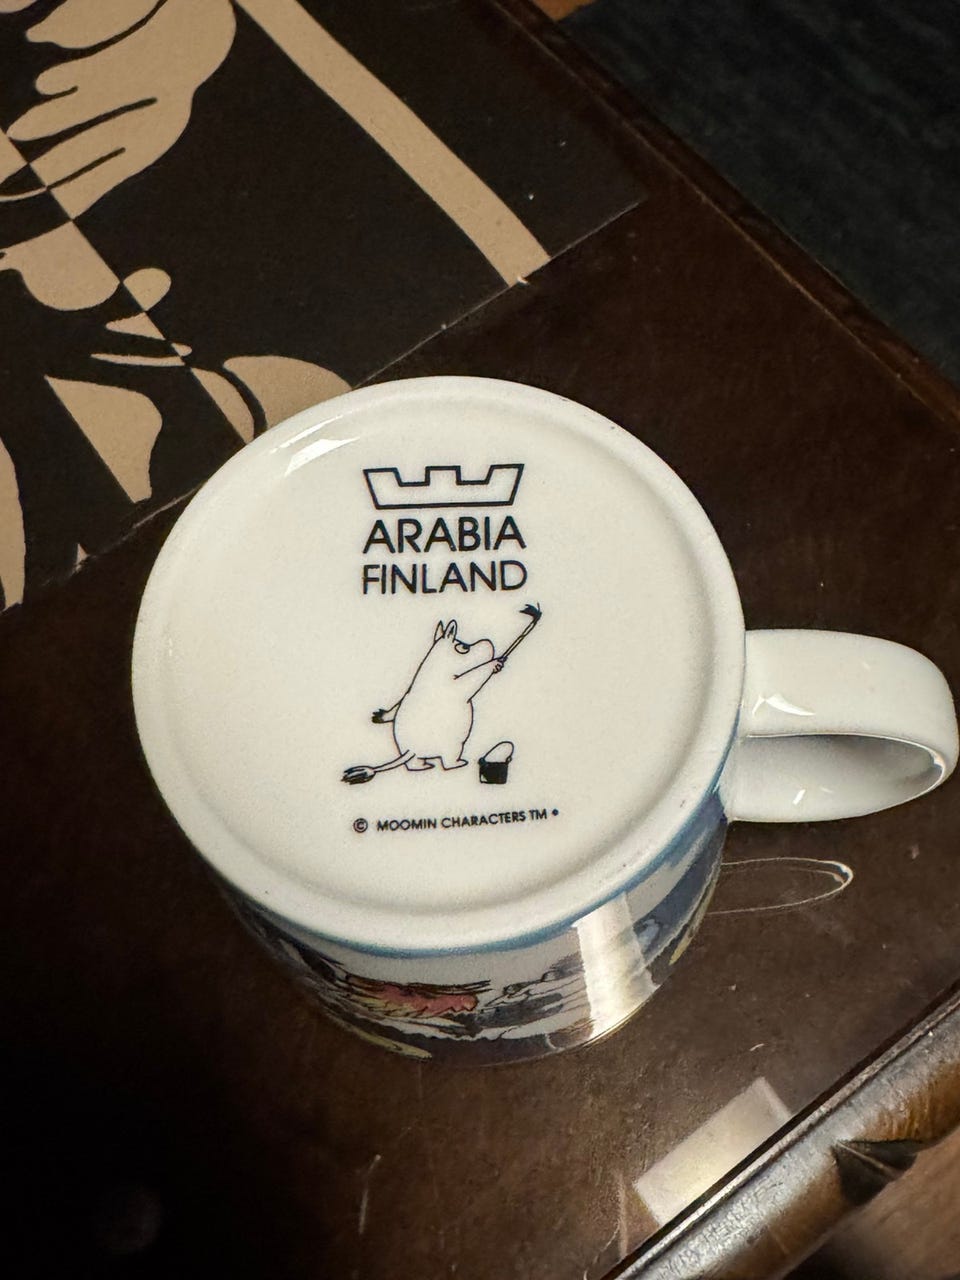 ARABIA
FINLAND
© MOOMIN CHARACTERS TM •